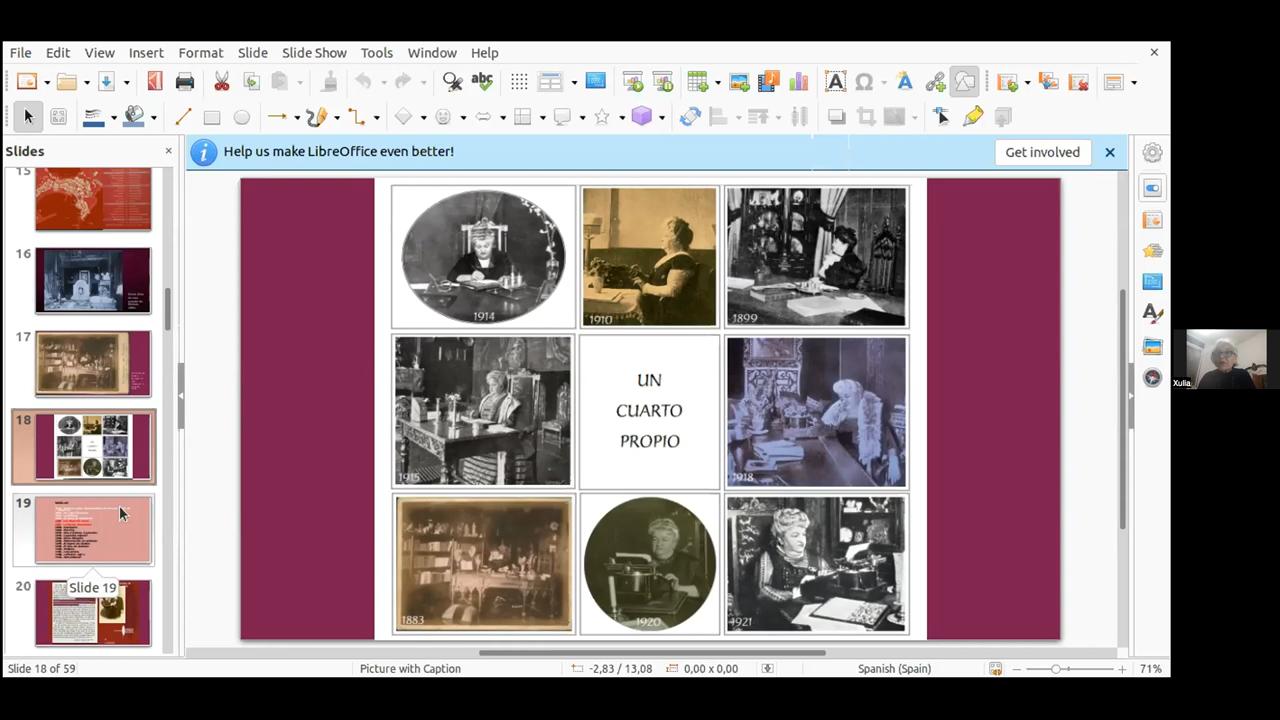 File Edit View Insert Format Slide Slide Show Tools Window Help
Slides
Help us make LibreOffice even better!
Get involved
15
16
17
18
19
Slide 19
20
1914
1910
1899
1915
UN
CUARTO
PROPIO
1918
1883
1920
1921
Xulia
Slide 18 of 59
Picture with Caption
-2,83 / 13,08
0,00 x 0,00
Spanish (Spain)
71%